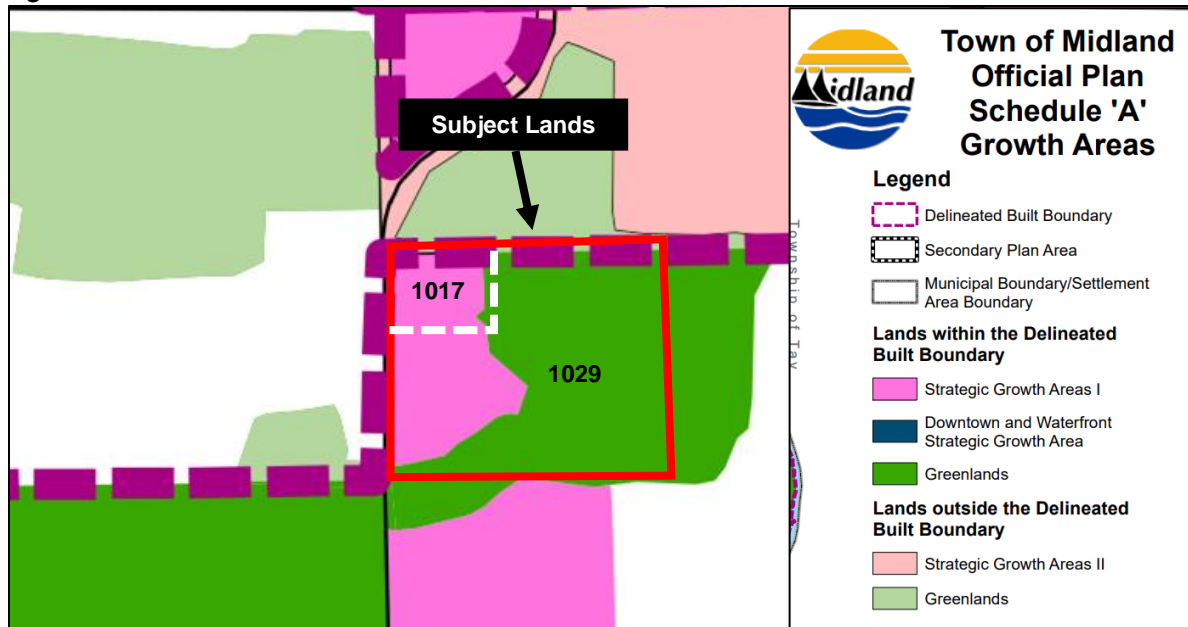 Subject Lands
1017
1029
Township of Tay
Midland
Town of Midland
Official Plan
Schedule 'A'
Growth Areas
Legend
Delineated Built Boundary
Secondary Plan Area
Municipal Boundary/Settlement
Area Boundary
Lands within the Delineated
Built Boundary
Strategic Growth Areas I
Downtown and Waterfront
Strategic Growth Area
Greenlands
Lands outside the Delineated
Built Boundary
Strategic Growth Areas II
Greenlands